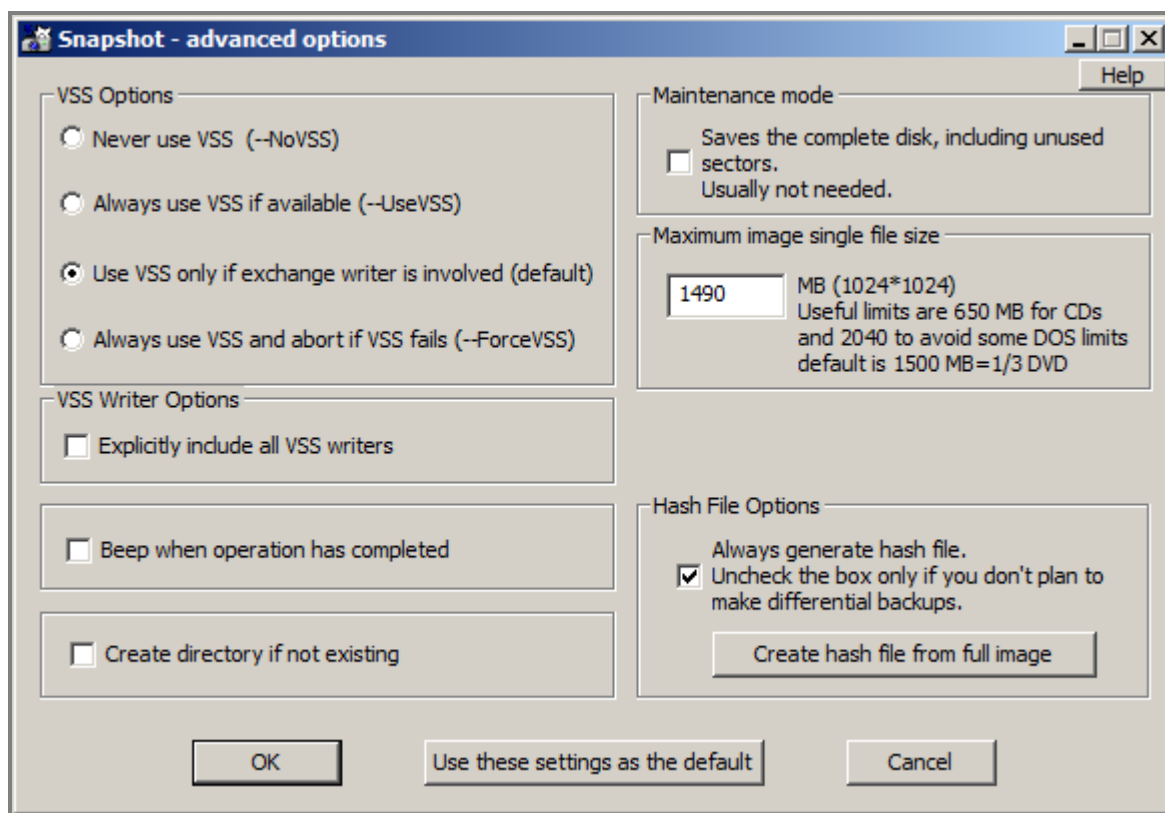 Snapshot - advanced options
Help
VSS Options
Never use VSS  (--NoVSS)
Always use VSS if available (--UseVSS)
Use VSS only if exchange writer is involved (default)
Always use VSS and abort if VSS fails (--ForceVSS)
VSS Writer Options
Explicitly include all VSS writers
Beep when operation has completed
Create directory if not existing
Maintenance mode
Saves the complete disk, including unused
sectors.
Usually not needed.
Maximum image single file size
1490
MB (1024*1024)
Useful limits are 650 MB for CDs
and 2040 to avoid some DOS limits
default is 1500 MB=1/3 DVD
Hash File Options
Always generate hash file.
Uncheck the box only if you don't plan to
make differential backups.
Create hash file from full image
OK
Use these settings as the default
Cancel